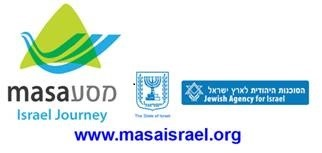 masa מסע
Israel Journey
The State of Israel
הסוכנות היהודית לארץ ישראל
Jewish Agency for Israel
www.masaisrael.org